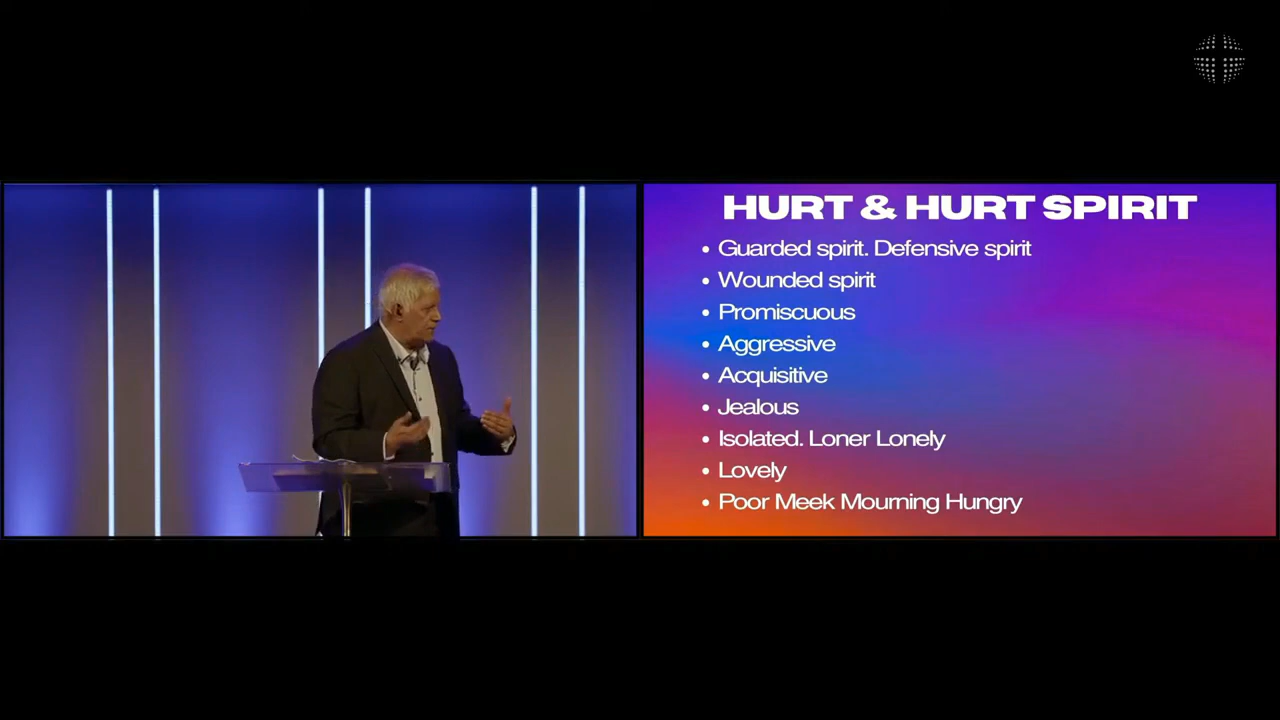 HURT & HURT SPIRIT
• Guarded spirit. Defensive spirit
• Wounded spirit
• Promiscuous
• Aggressive
• Acquisitive
• Jealous
• Isolated. Loner Lonely
• Lovely
• Poor Meek Mourning Hungry